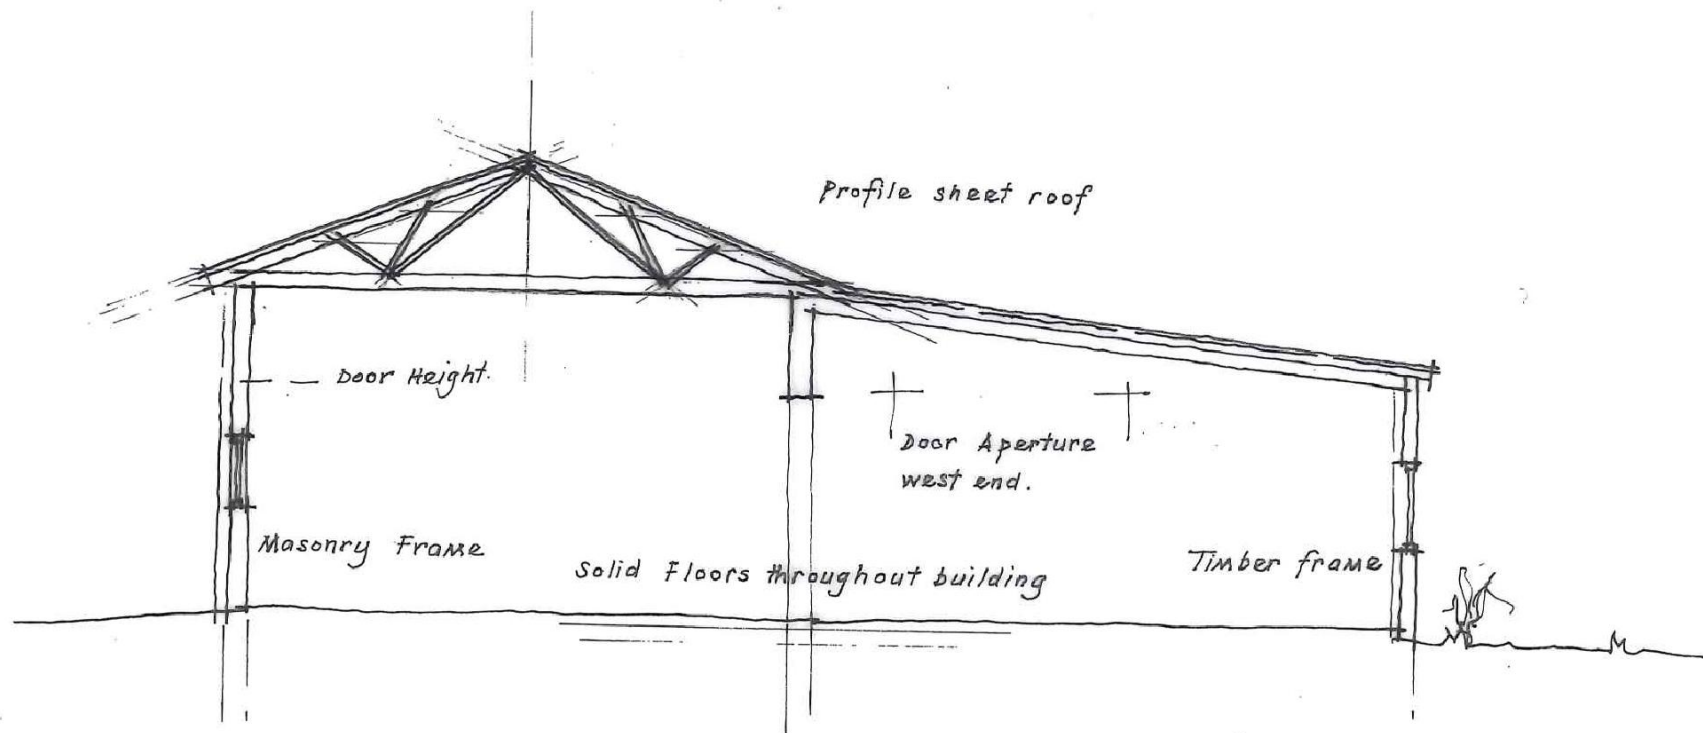 Profile sheet roof
Door Height.
Door Aperture
west end.
Masonry Frame
Solid Floors throughout building
Timber frame